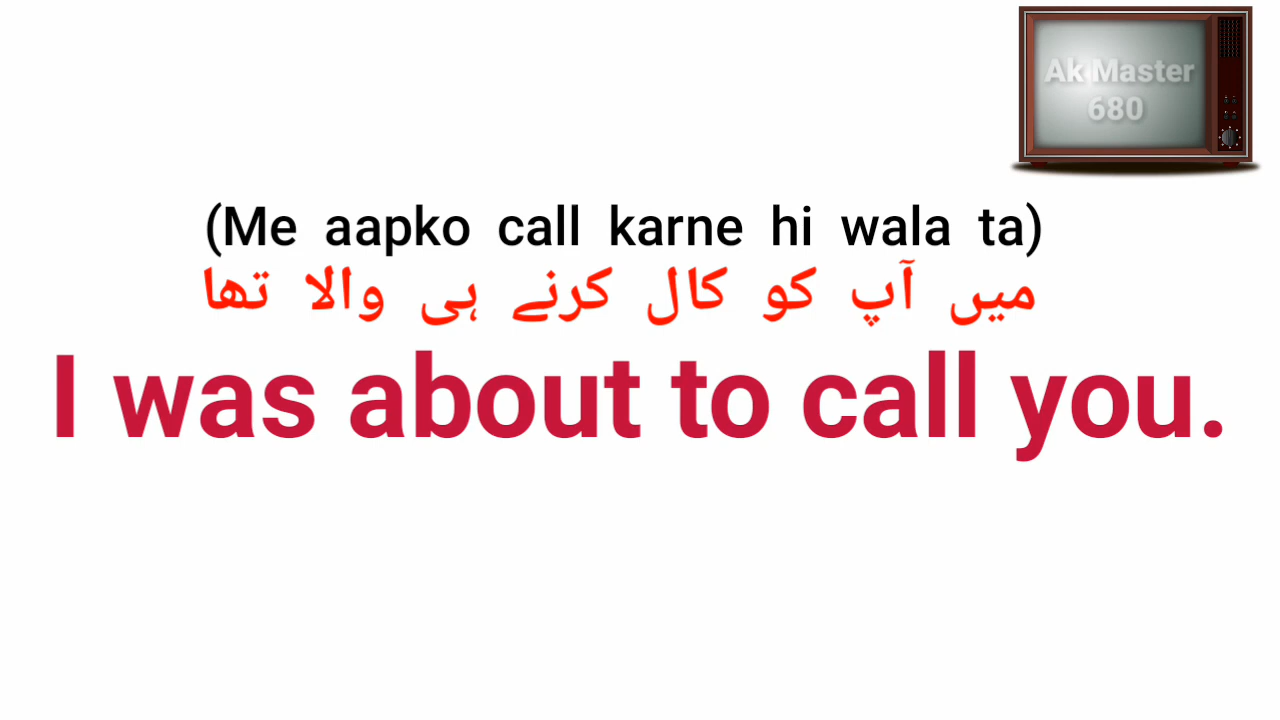 Ak Master
680
(Me aapko call karne hi wala ta)
میں آپ کو کال کرنے ہی والا تھا
I was about to call you.